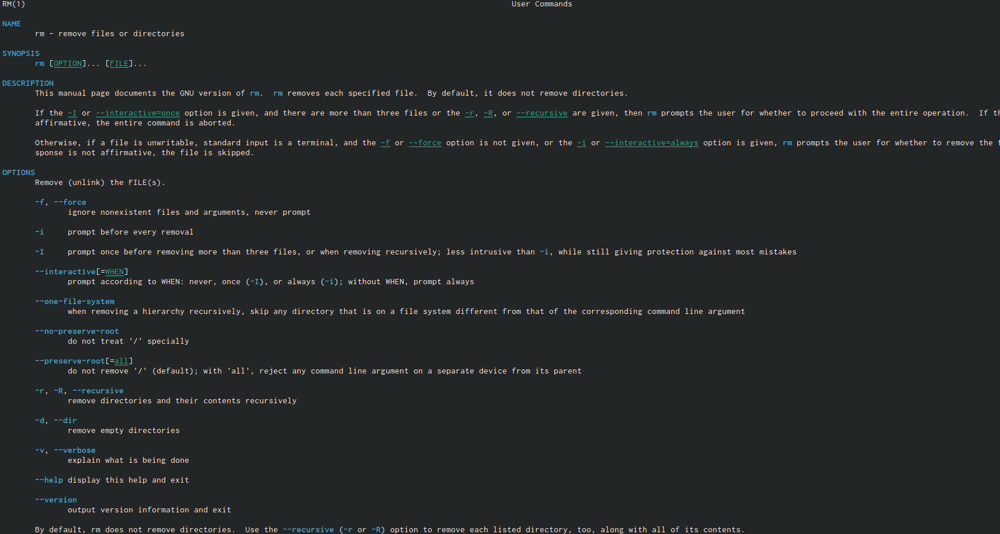 RM(1) User Commands
NAME
rm - remove files or directories
SYNOPSIS
rm [OPTION]... [FILE]...
DESCRIPTION
This manual page documents the GNU version of rm. rm removes each specified file. By default, it does not remove directories.
If the -I or --interactive=once option is given, and there are more than three files or the -r, -R, or --recursive are given, then rm prompts the user for whether to proceed with the entire operation. If
affirmative, the entire command is aborted.
Otherwise, if a file is unwritable, standard input is a terminal, and the -f or --force option is not given, or the -i or --interactive=always option is given, rm prompts the user for whether to remove the
sponse is not affirmative, the file is skipped.
OPTIONS
Remove (unlink) the FILE(s).
-f, --force
ignore nonexistent files and arguments, never prompt
-i prompt before every removal
-I prompt once before removing more than three files, or when removing recursively; less intrusive than -i, while still giving protection against most mistakes
--interactive[=WHEN]
prompt according to WHEN: never, once (-I), or always (-i); without WHEN, prompt always
--one-file-system
when removing a hierarchy recursively, skip any directory that is on a file system different from that of the corresponding command line argument
--no-preserve-root
do not treat '/' specially
--preserve-root[=all]
do not remove '/' (default); with 'all', reject any command line argument on a separate device from its parent
-r, -R, --recursive
remove directories and their contents recursively
-d, --dir
remove empty directories
-v, --verbose
explain what is being done
--help display this help and exit
--version
output version information and exit
By default, rm does not remove directories. Use the --recursive (-r or -R) option to remove each listed directory, too, along with all of its contents.